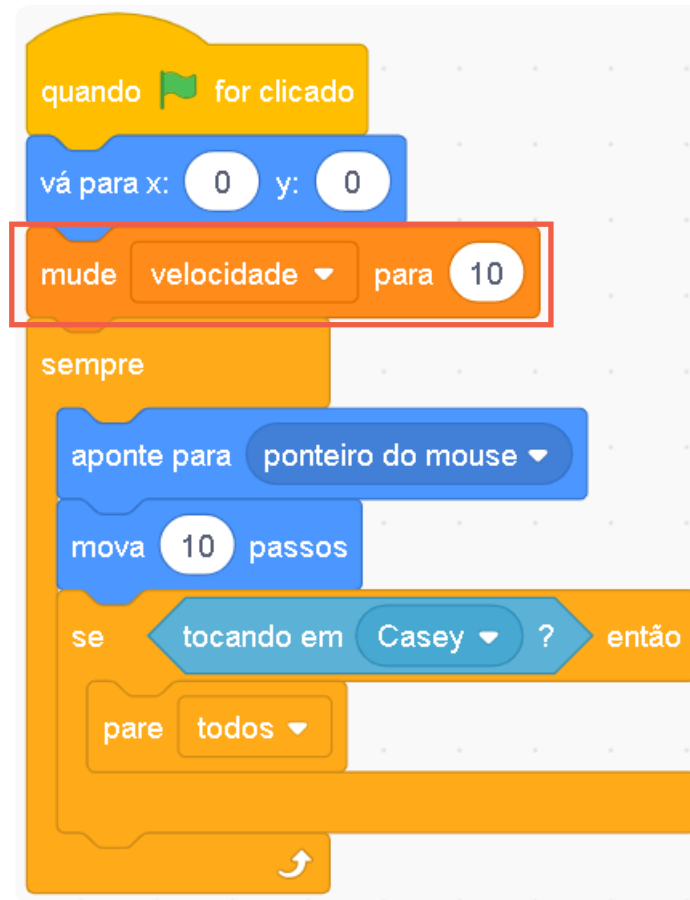 quando for clicado
vá para x: 0 y: 0
mude velocidade para 10
sempre
aponte para ponteiro do mouse
mova 10 passos
se tocando em Casey ? então
pare todos